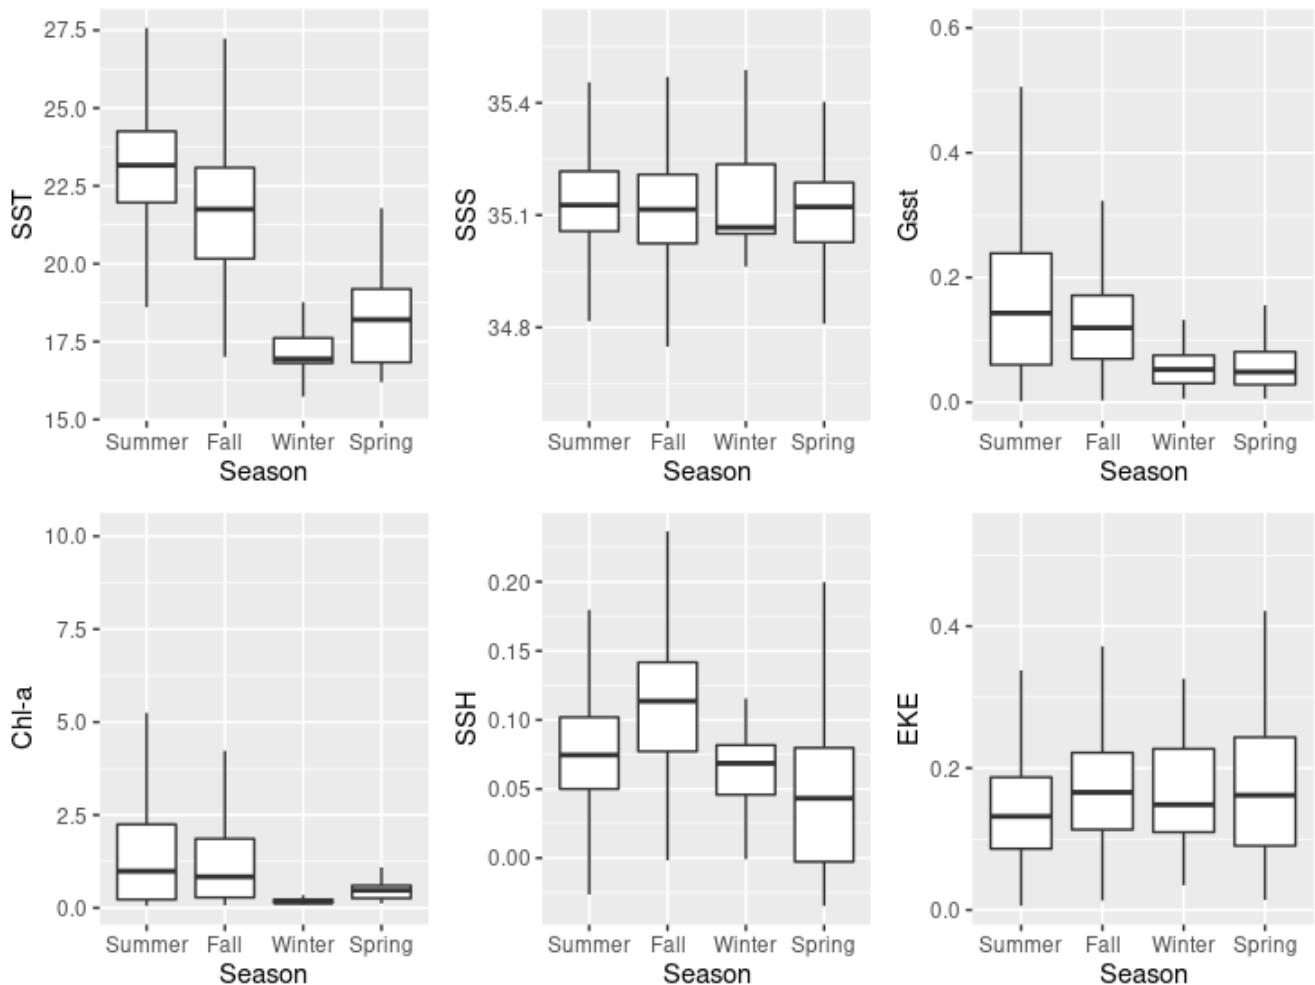 SST
27.5
25.0
22.5
20.0
17.5
15.0
Summer Fall Winter Spring
Season
SSS
35.4
35.1
34.8
Summer Fall Winter Spring
Season
Gsst
0.6
0.4
0.2
0.0
Summer Fall Winter Spring
Season
Chl-a
10.0
7.5
5.0
2.5
0.0
Summer Fall Winter Spring
Season
SSH
0.20
0.15
0.10
0.05
0.00
Summer Fall Winter Spring
Season
EKE
0.4
0.2
0.0
Summer Fall Winter Spring
Season